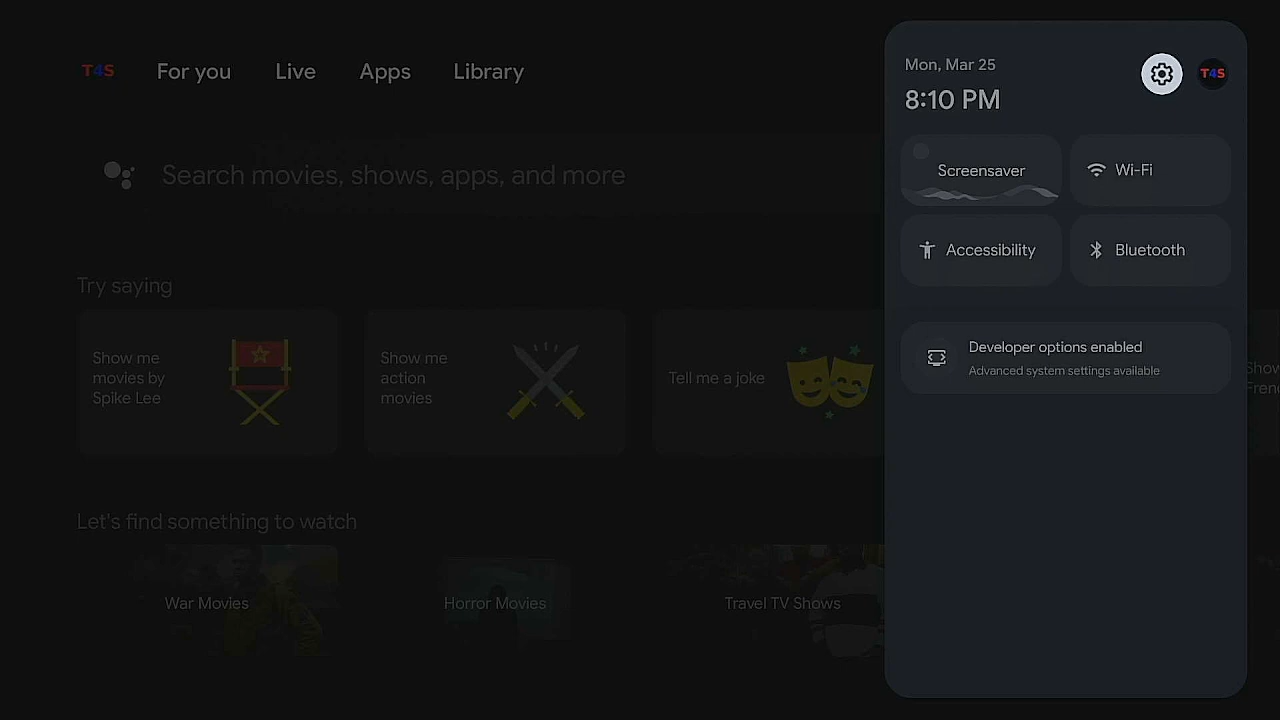 T4S
For you
Live
Apps
Library
Search movies, shows, apps, and more
Try saying
Show me
movies by
Spike Lee
Show me
action
movies
Tell me a joke
Show
Fren
Let's find something to watch
War Movies
Horror Movies
Travel TV Shows
Mon, Mar 25
8:10 PM
T4S
Screensaver
Wi-Fi
Accessibility
Bluetooth
Developer options enabled
Advanced system settings available